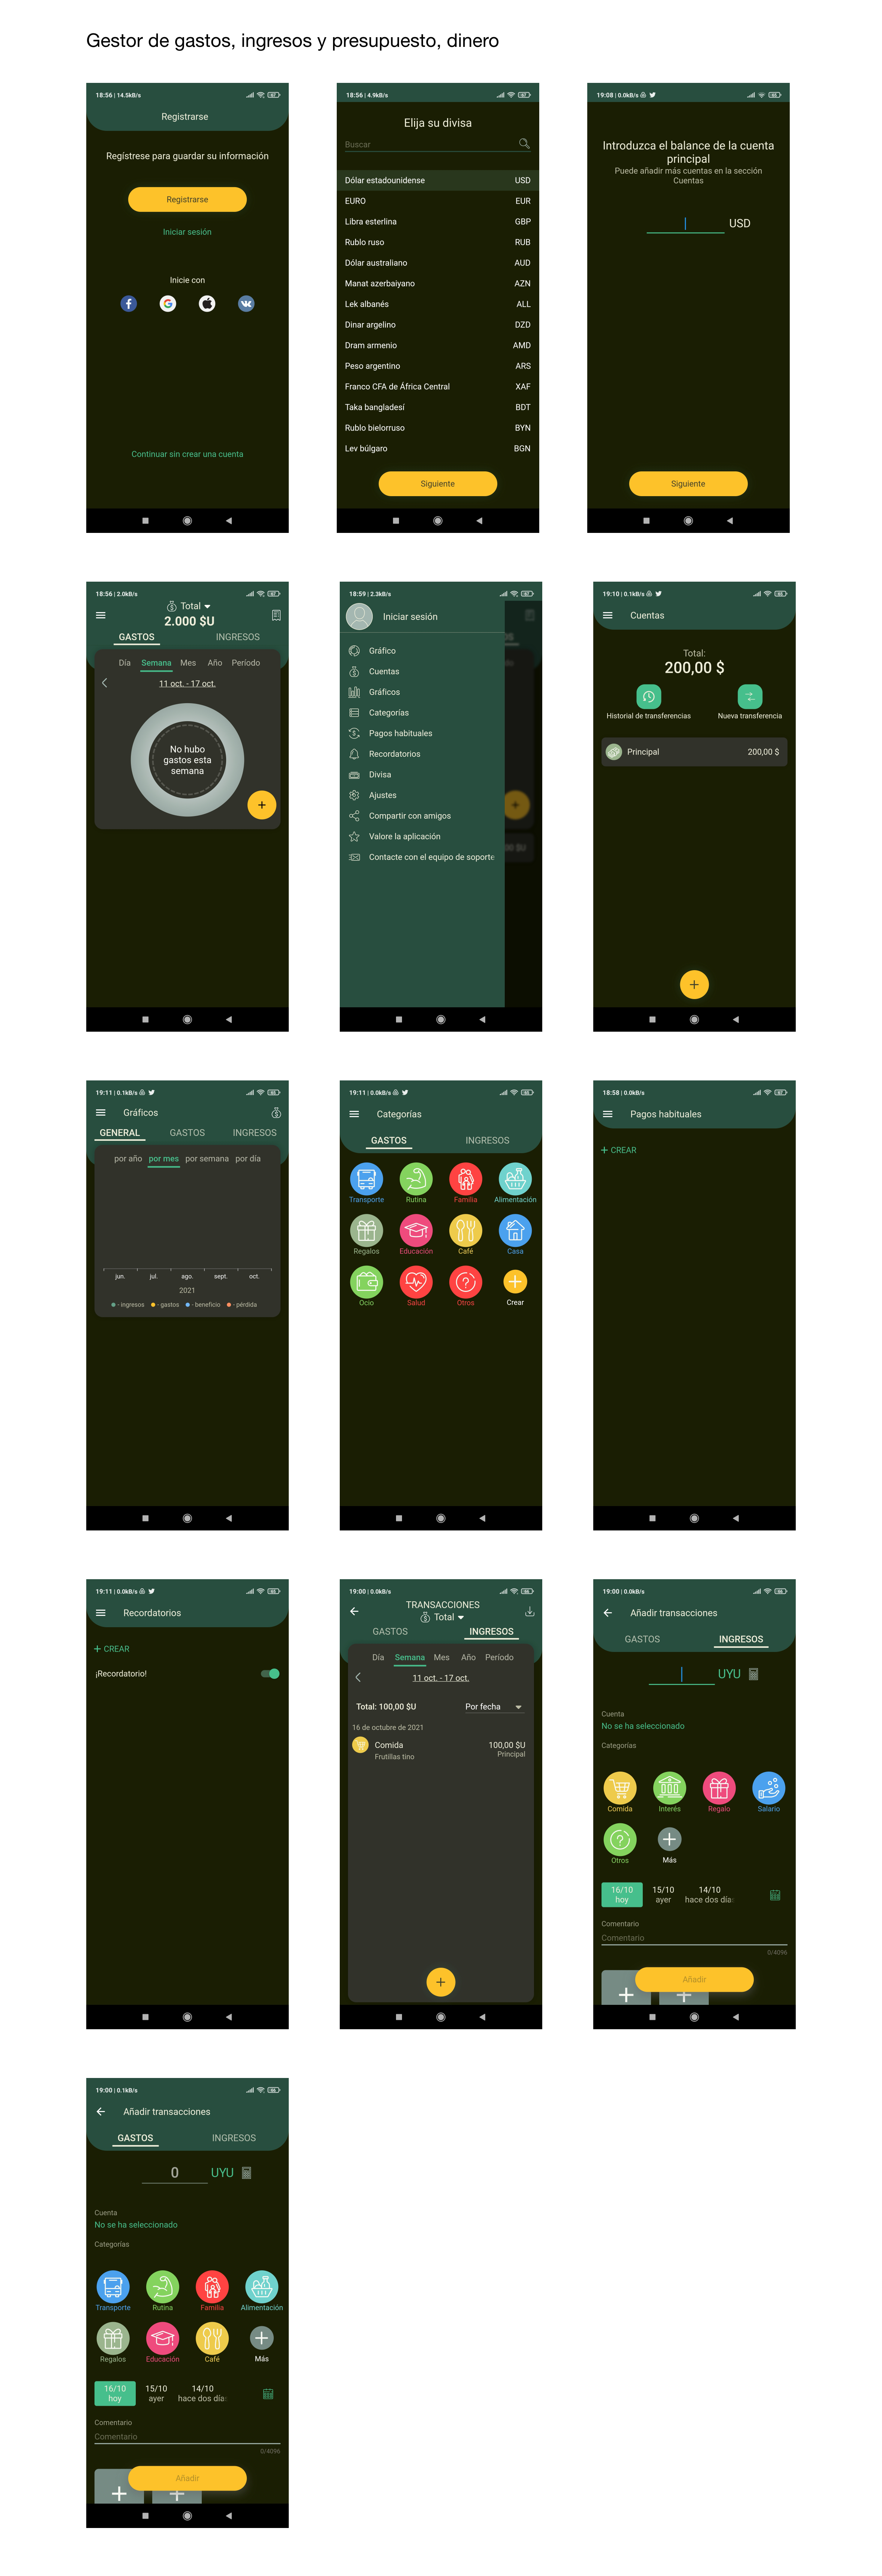 Gestor de gastos, ingresos y presupuesto, dinero
18:56 | 14.5kB/s
Registrarse
Regístrese para guardar su información
Registrarse
Iniciar sesión
Inicie con
Continuar sin crear una cuenta
18:56 | 4.9kB/s
Elija su divisa
Buscar
Dólar estadounidense USD
EURO EUR
Libra esterlina GBP
Rublo ruso RUB
Dólar australiano AUD
Manat azerbaiyano AZN
Lek albanés ALL
Dinar argelino DZD
Dram armenio AMD
Peso argentino ARS
Franco CFA de África Central XAF
Taka bangladesí BDT
Rublo bielorruso BYN
Lev búlgaro BGN
Siguiente
19:08 | 0.0kB/s
Introduzca el balance de la cuenta
principal
Puede añadir más cuentas en la sección
Cuentas
USD
Siguiente
18:56 | 2.0kB/s
Total
2.000 $U
GASTOS INGRESOS
Día Semana Mes Año Período
11 oct. - 17 oct.
No hubo
gastos esta
semana
18:59 | 2.3kB/s
Iniciar sesión
Gráfico
Cuentas
Gráficos
Categorías
Pagos habituales
Recordatorios
Divisa
Ajustes
Compartir con amigos
Valore la aplicación
Contacte con el equipo de soporte
19:10 | 0.1kB/s
Cuentas
Total:
200,00 $
Historial de transferencias Nueva transferencia
Principal 200,00 $
19:11 | 0.1kB/s
Gráficos
GENERAL GASTOS INGRESOS
por año por mes por semana por día
jun. jul. ago. sept. oct.
2021
- ingresos - gastos - beneficio - pérdida
19:11 | 0.0kB/s
Categorías
GASTOS INGRESOS
Transporte Rutina Familia Alimentación
Regalos Educación Café Casa
Ocio Salud Otros Crear
18:58 | 0.0kB/s
Pagos habituales
+ CREAR
19:11 | 0.0kB/s
Recordatorios
+ CREAR
¡Recordatorio!
19:00 | 0.0kB/s
TRANSACCIONES
Total
GASTOS INGRESOS
Día Semana Mes Año Período
11 oct. - 17 oct.
Total: 100,00 $U Por fecha
16 de octubre de 2021
Comida 100,00 $U
Frutillas tino Principal
19:00 | 0.0kB/s
Añadir transacciones
GASTOS INGRESOS
UYU
Cuenta
No se ha seleccionado
Categorías
Comida Interés Regalo Salario
Otros Más
16/10 15/10 14/10
hoy ayer hace dos días
Comentario
Comentario
0/4096
Añadir
19:00 | 0.1kB/s
Añadir transacciones
GASTOS INGRESOS
0 UYU
Cuenta
No se ha seleccionado
Categorías
Transporte Rutina Familia Alimentación
Regalos Educación Café Más
16/10 15/10 14/10
hoy ayer hace dos días
Comentario
Comentario
0/4096
Añadir